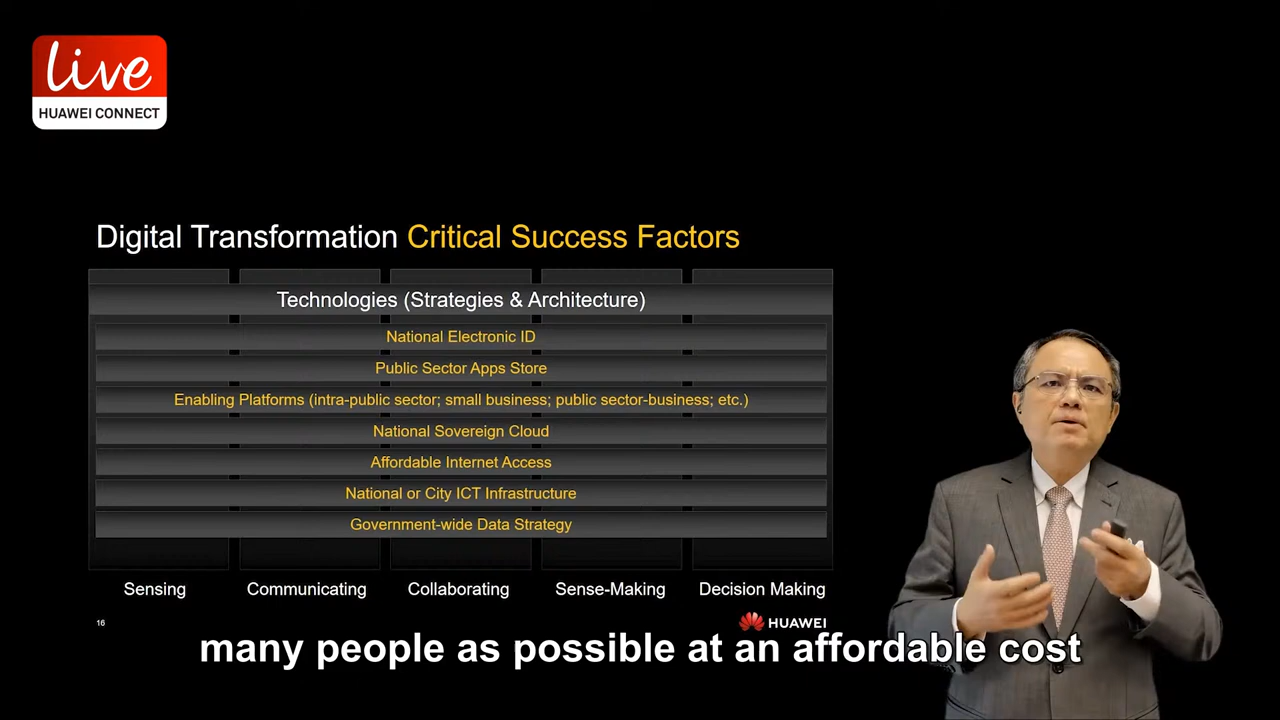 live
HUAWEI CONNECT
Digital Transformation Critical Success Factors
Technologies (Strategies & Architecture)
National Electronic ID
Public Sector Apps Store
Enabling Platforms (intra-public sector; small business; public sector-business; etc.)
National Sovereign Cloud
Affordable Internet Access
National or City ICT Infrastructure
Government-wide Data Strategy
Sensing Communicating Collaborating Sense-Making Decision Making
16
HUAWEI
many people as possible at an affordable cost